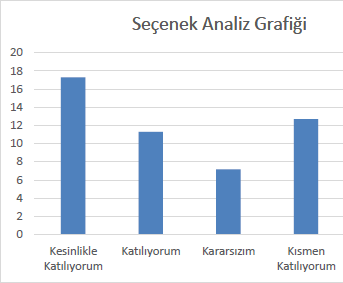 Seçenek Analiz Grafiği
20
18
16
14
12
10
8
6
4
2
0
Kesinlikle Katılıyorum
Katılıyorum
Kararsızım
Kısmen Katılıyorum